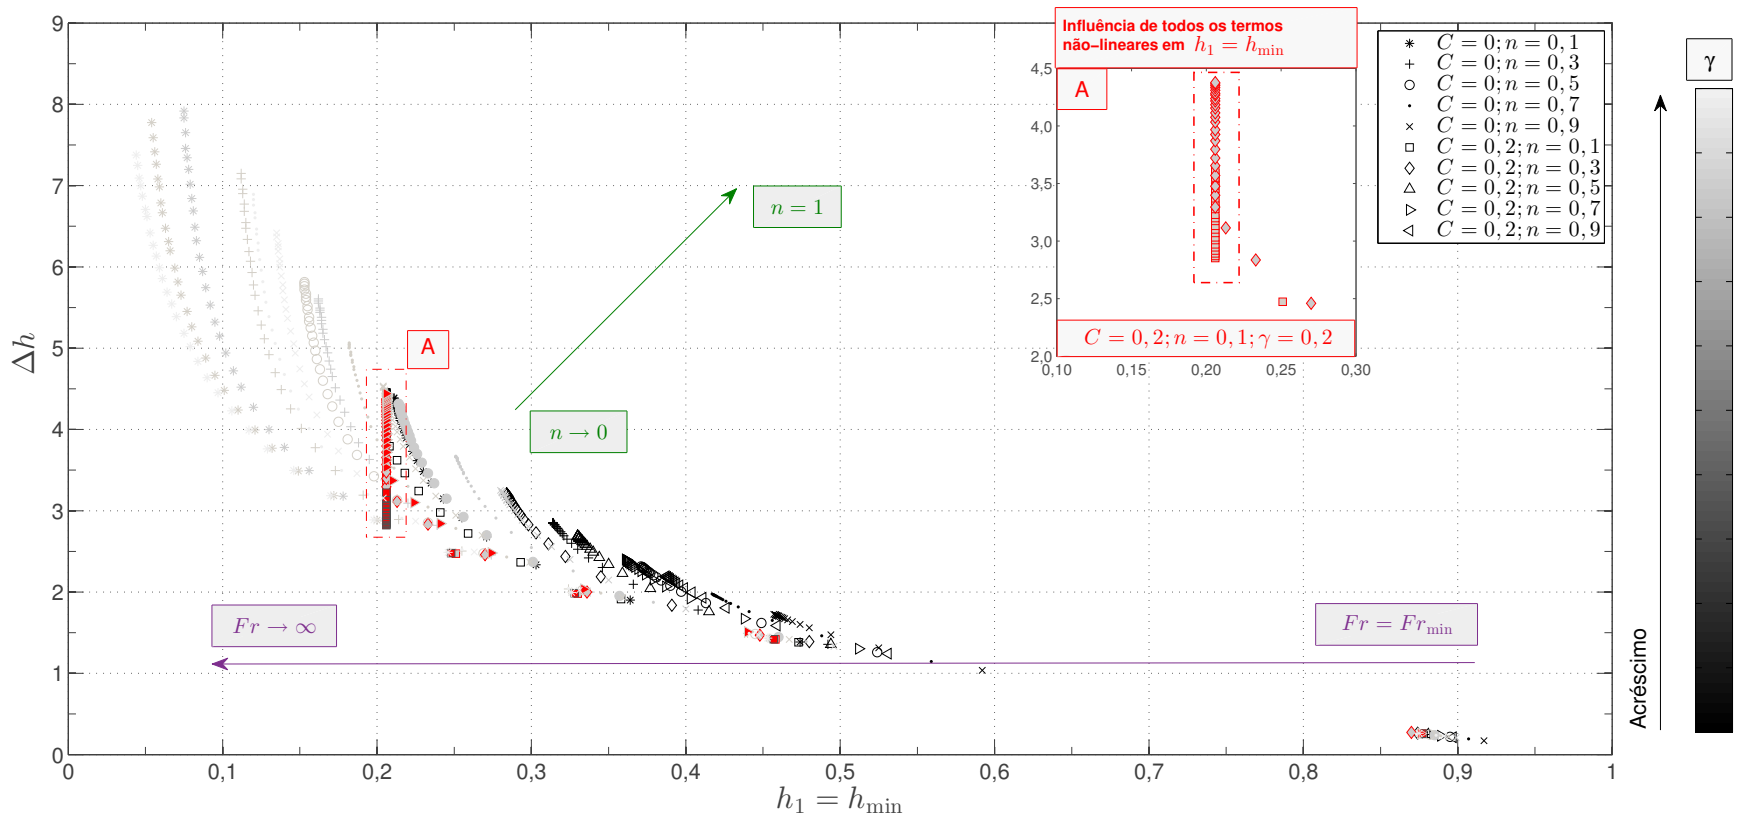 9
8
7
6
5
4
3
2
1
0
Δh
0
0,1
0,2
0,3
0,4
0,5
0,6
0,7
0,8
0,9
1
h₁ = h_min
A
n = 1
n → 0
Fr → ∞
Fr = Fr_min
Influência de todos os termos
não−lineares em h₁ = h_min
A
4,5
4,0
3,5
3,0
2,5
2,0
C = 0, 2; n = 0, 1; γ = 0, 2
0,10
0,15
0,20
0,25
0,30
C = 0; n = 0, 1
C = 0; n = 0, 3
C = 0; n = 0, 5
C = 0; n = 0, 7
C = 0; n = 0, 9
C = 0, 2; n = 0, 1
C = 0, 2; n = 0, 3
C = 0, 2; n = 0, 5
C = 0, 2; n = 0, 7
C = 0, 2; n = 0, 9
γ
Acréscimo